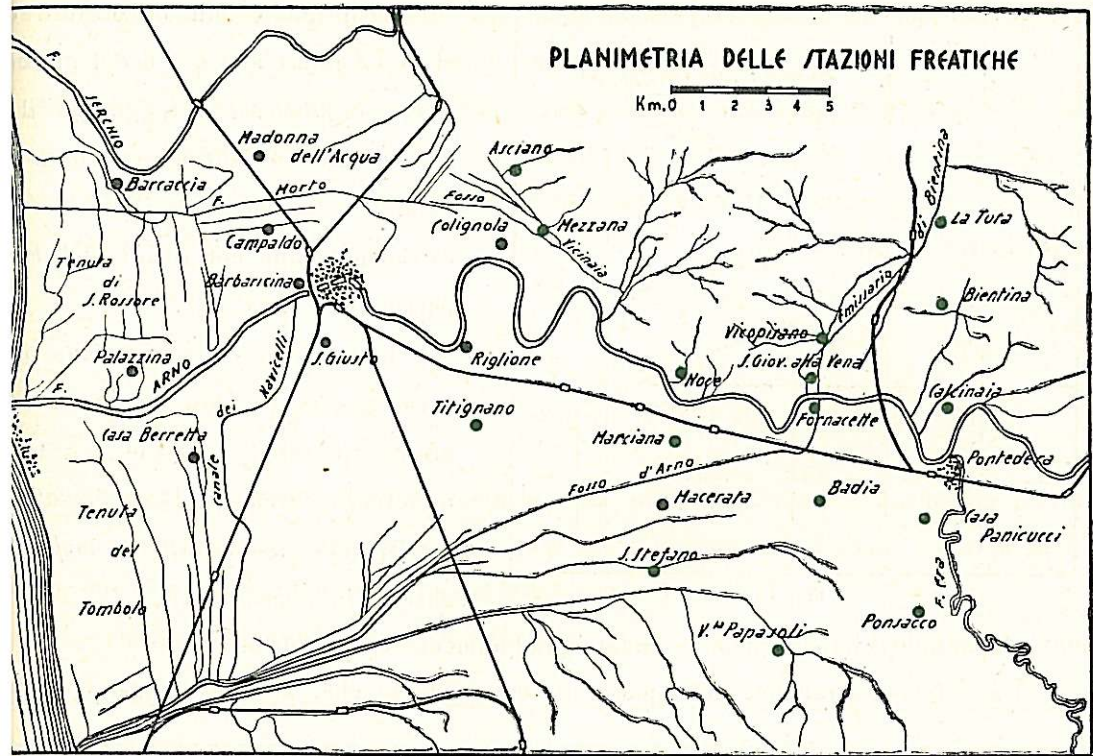 PLANIMETRIA DELLE STAZIONI FREATICHE
Km. 0 1 2 3 4 5
F. SERCHIO
Madonna
dell'Acqua
Asciano
Barcaccia
F. Morto
Fosso
Vicinaia
Mezzana
Colignola
Campaldo
Barbaricina
Tenuta
di
S. Rossore
di Bientina
La Tura
Emissario
Bientina
Vicopisano
S. Giov. alla Vena
Palazzina
F. ARNO
S. Giusto
Riglione
Noce
Calcinaia
Fornacette
Casa Berretta
canale dei Navicelli
Titignano
Marciana
Pontedera
Fosso d'Arno
Macerata
Badia
Casa
Panicucci
Tenuta
del
Tombolo
S. Stefano
F. Era
Ponsacco
V.la Papasoli